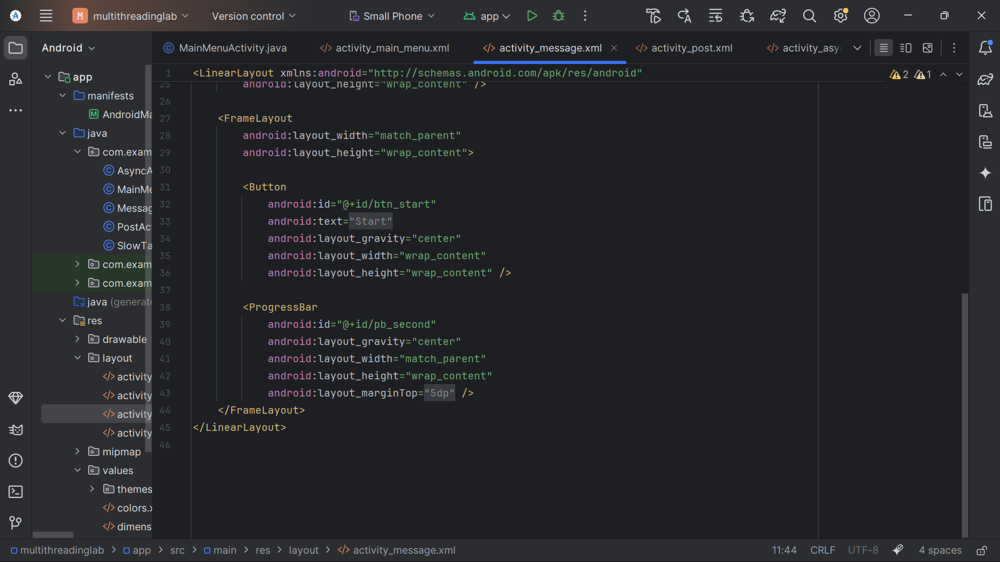 M multithreadinglab
Version control
Small Phone
app
Android
MainMenuActivity.java
activity_main_menu.xml
activity_message.xml
activity_post.xml
activity_asy
app
manifests
AndroidMa
java
com.exam
AsyncA
MainMe
Messag
PostAct
SlowTa
com.exam
com.exam
java (generate
res
drawable
layout
activity
activity
activity
activity
mipmap
values
themes
colors.x
dimens
1 <LinearLayout xmlns:android="http://schemas.android.com/apk/res/android"
2 1
25 android:layout_height="wrap_content" />
26
27 <FrameLayout
28 android:layout_width="match_parent"
29 android:layout_height="wrap_content">
30
31 <Button
32 android:id="@+id/btn_start"
33 android:text="Start"
34 android:layout_gravity="center"
35 android:layout_width="wrap_content"
36 android:layout_height="wrap_content" />
37
38 <ProgressBar
39 android:id="@+id/pb_second"
40 android:layout_gravity="center"
41 android:layout_width="match_parent"
42 android:layout_height="wrap_content"
43 android:layout_marginTop="5dp" />
44 </FrameLayout>
45 </LinearLayout>
46
multithreadinglab > app > src > main > res > layout > activity_message.xml
11:44 CRLF UTF-8 4 spaces